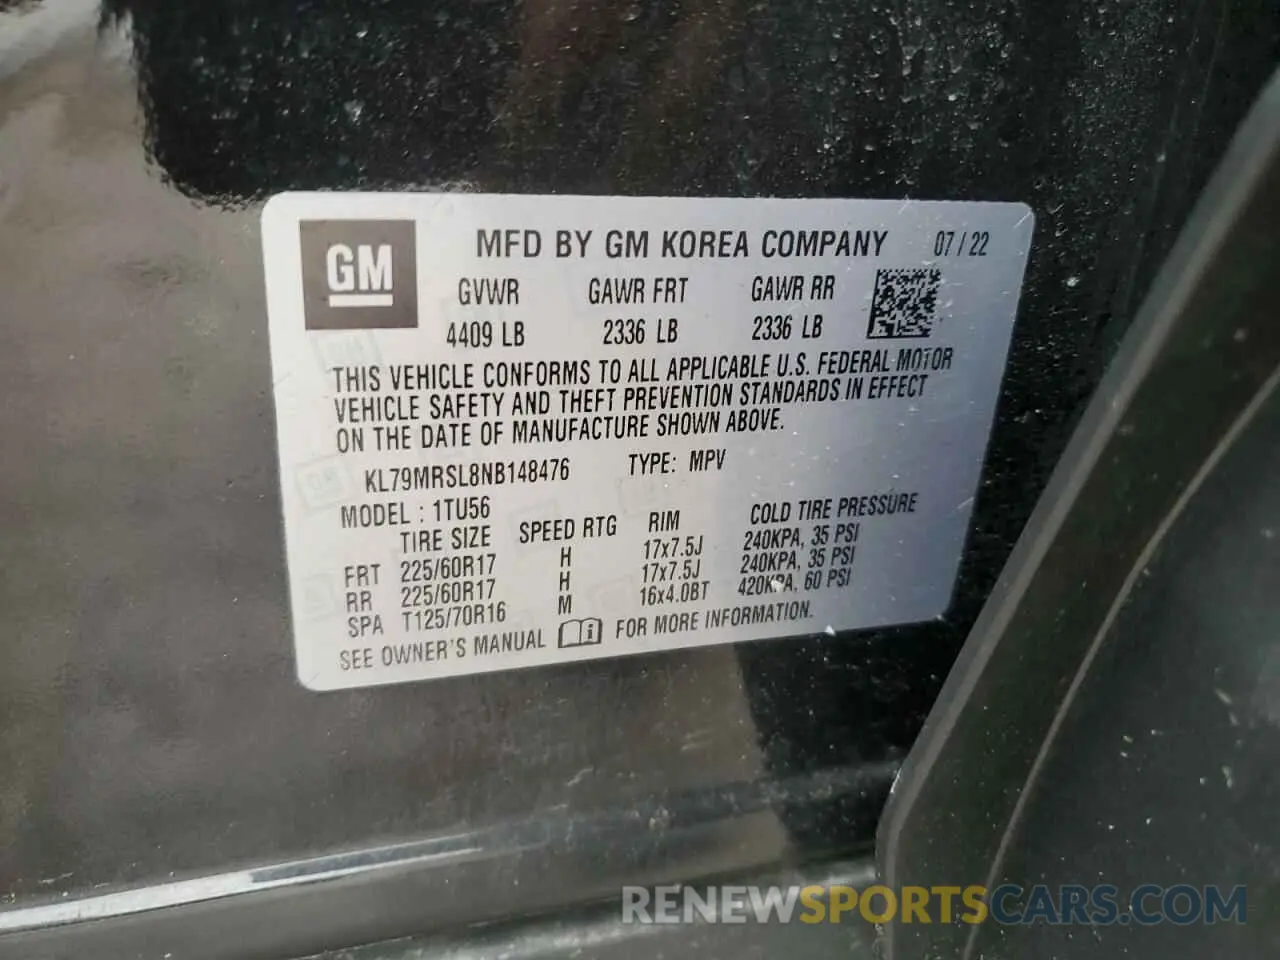 GM
MFD BY GM KOREA COMPANY 07 / 22
GVWR GAWR FRT GAWR RR
4409 LB 2336 LB 2336 LB
THIS VEHICLE CONFORMS TO ALL APPLICABLE U.S. FEDERAL MOTOR
VEHICLE SAFETY AND THEFT PREVENTION STANDARDS IN EFFECT
ON THE DATE OF MANUFACTURE SHOWN ABOVE.
KL79MRSL8NB148476 TYPE: MPV
MODEL : 1TU56
TIRE SIZE SPEED RTG RIM COLD TIRE PRESSURE
FRT 225/60R17 H 17x7.5J 240KPA, 35 PSI
RR 225/60R17 H 17x7.5J 240KPA, 35 PSI
SPA T125/70R16 M 16x4.0BT 420KPA, 60 PSI
SEE OWNER'S MANUAL FOR MORE INFORMATION.
RENEWSPORTSCARS.COM